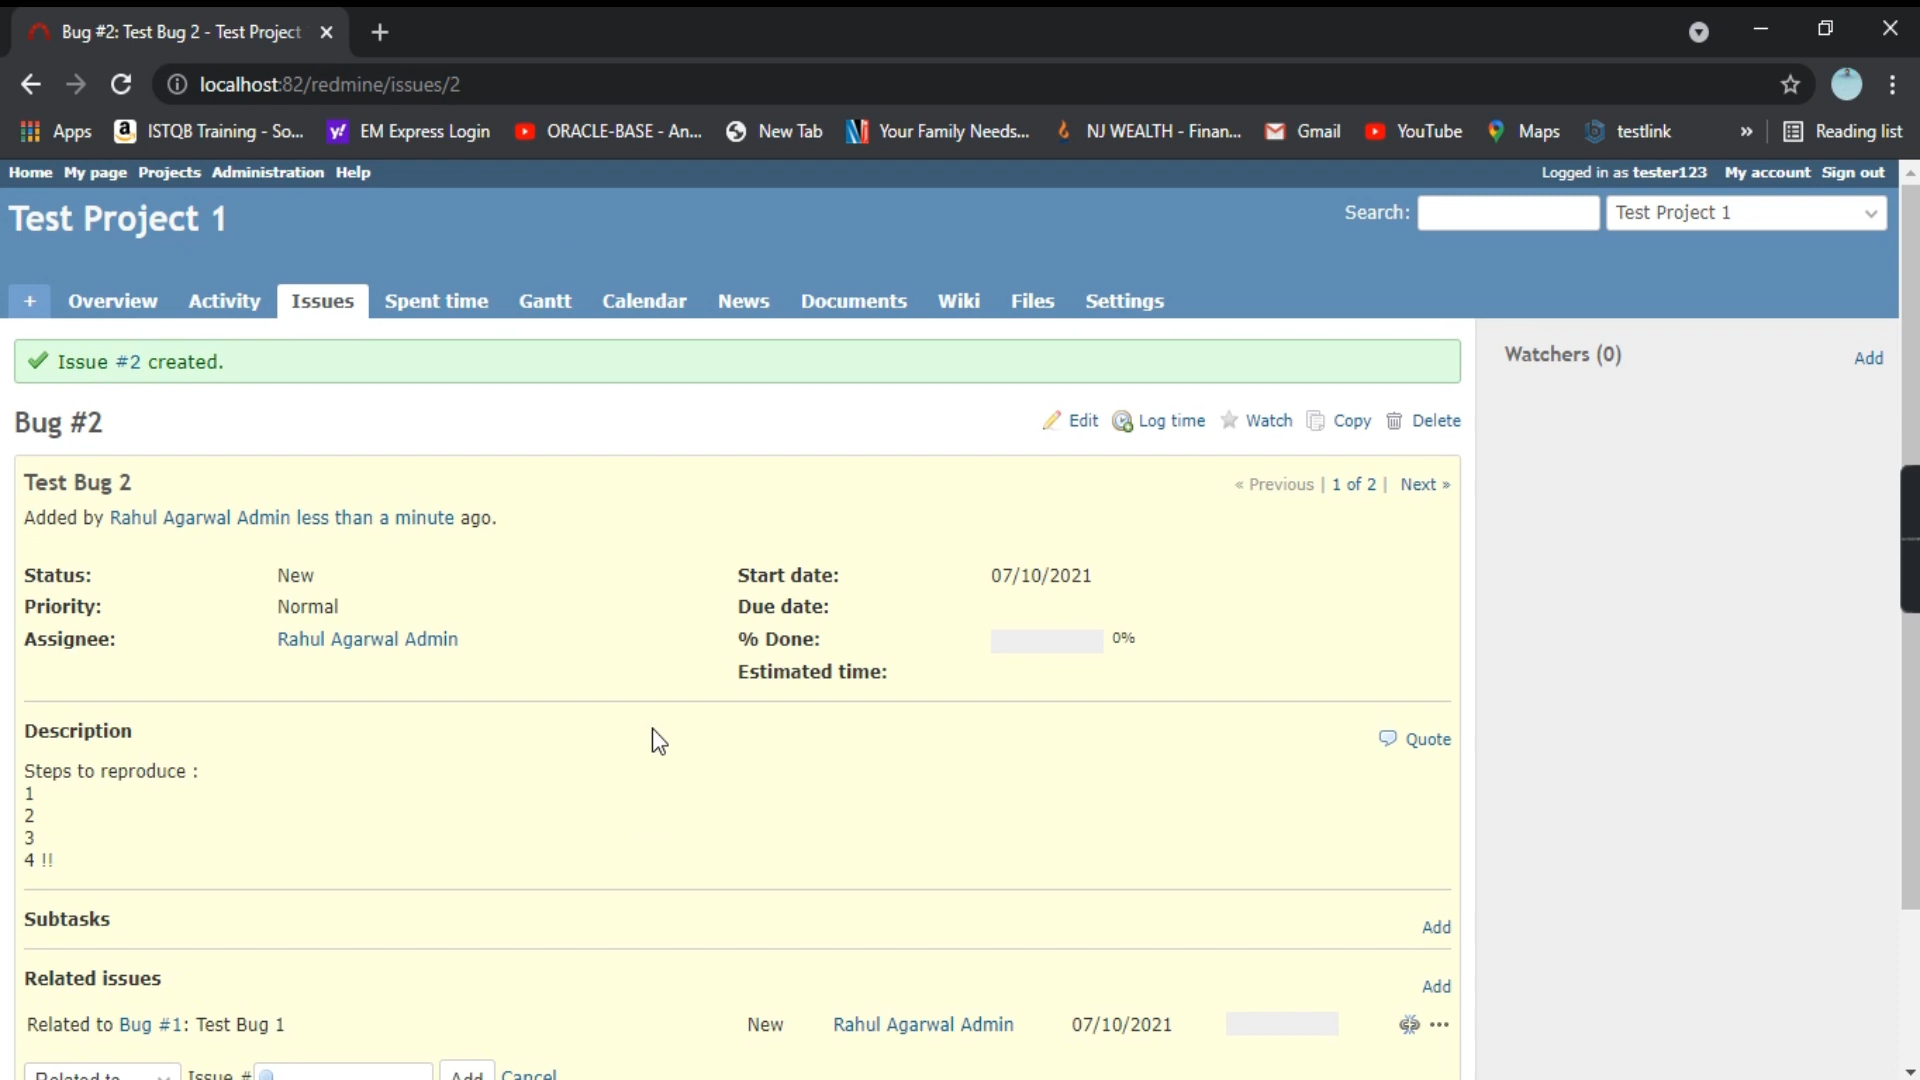 Bug #2: Test Bug 2 - Test Project
localhost:82/redmine/issues/2
Apps ISTQB Training - So... EM Express Login ORACLE-BASE - An... New Tab Your Family Needs... NJ WEALTH - Finan... Gmail YouTube Maps testlink » Reading list
Home My page Projects Administration Help Logged in as tester123 My account Sign out
Test Project 1 Search: Test Project 1
+ Overview Activity Issues Spent time Gantt Calendar News Documents Wiki Files Settings
Issue #2 created.
Watchers (0) Add
Bug #2 Edit Log time Watch Copy Delete
Test Bug 2 « Previous | 1 of 2 | Next »
Added by Rahul Agarwal Admin less than a minute ago.
Status: New Start date: 07/10/2021
Priority: Normal Due date:
Assignee: Rahul Agarwal Admin % Done: 0%
Estimated time:
Description Quote
Steps to reproduce :
1
2
3
4 !!
Subtasks Add
Related issues Add
Related to Bug #1: Test Bug 1 New Rahul Agarwal Admin 07/10/2021
Related to Issue # Add Cancel